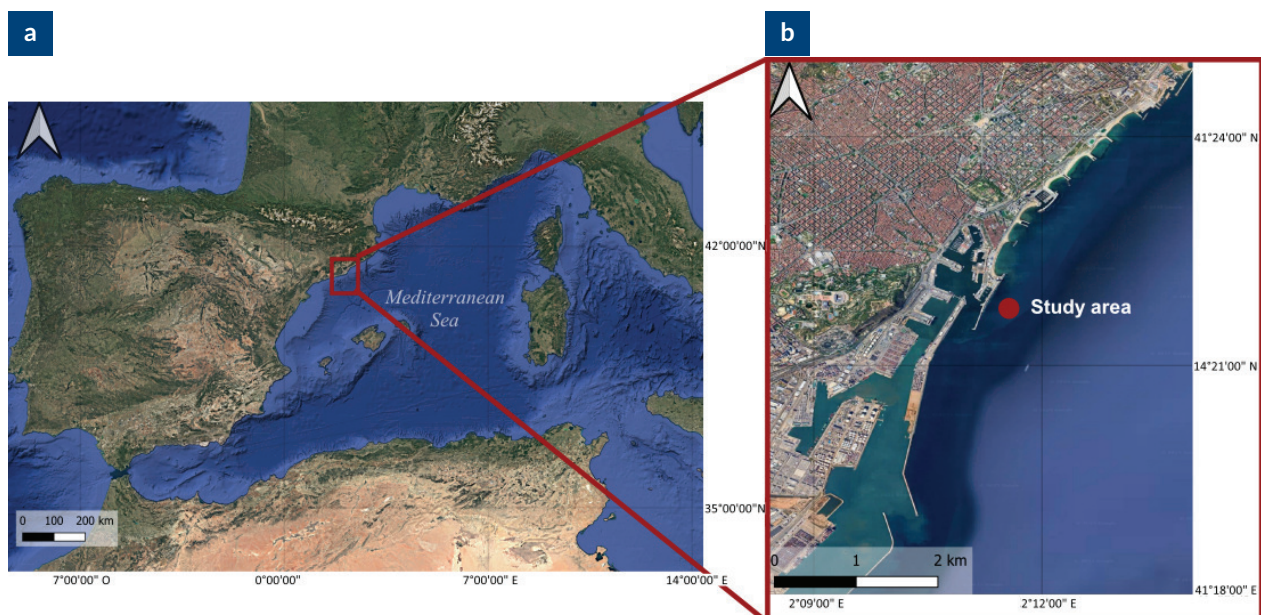 a
b
41°24'00" N
42°00'00"N
Mediterranean
Sea
Study area
14°21'00" N
35°00'00"N
0 100 200 km
0 1 2 km
41°18'00" N
7°00'00" O
0°00'00"
7°00'00" E
14°00'00" E
2°09'00" E
2°12'00" E